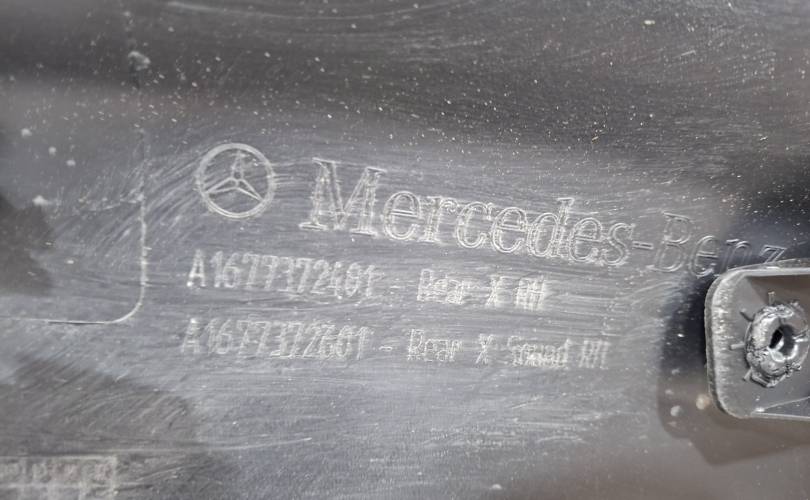 Mercedes-Benz
A1677372401 - Rear X RH
A1677372601 - Rear X Sound RH